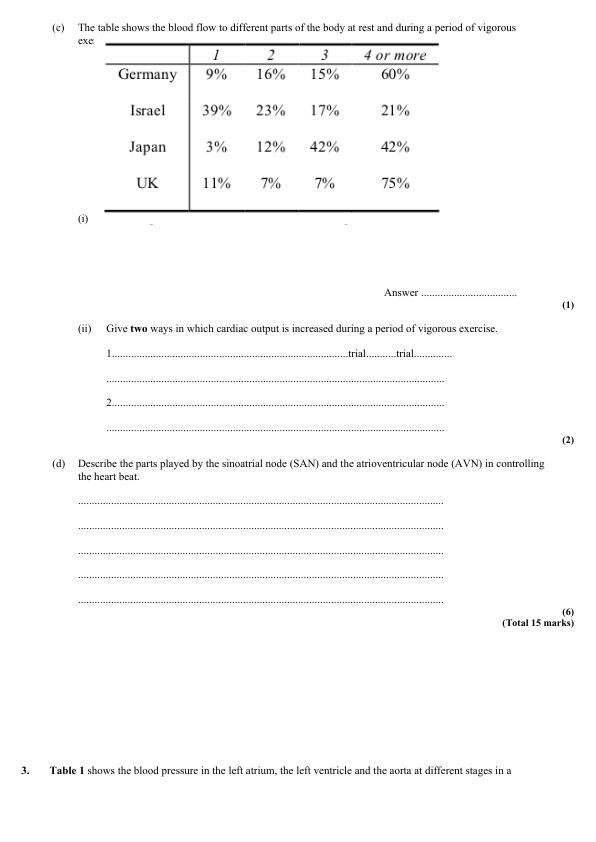 (c) The table shows the blood flow to different parts of the body at rest and during a period of vigorous
exe
1 2 3 4 or more
Germany 9% 16% 15% 60%
Israel 39% 23% 17% 21%
Japan 3% 12% 42% 42%
UK 11% 7% 7% 75%
(i)
Answer ...................................
(1)
(ii) Give two ways in which cardiac output is increased during a period of vigorous exercise.
1.......................................................................................trial...........trial..............
............................................................................................................................
2..........................................................................................................................
............................................................................................................................
(2)
(d) Describe the parts played by the sinoatrial node (SAN) and the atrioventricular node (AVN) in controlling
the heart beat.
.......................................................................................................................................
.......................................................................................................................................
.......................................................................................................................................
.......................................................................................................................................
.......................................................................................................................................
(6)
(Total 15 marks)
3. Table 1 shows the blood pressure in the left atrium, the left ventricle and the aorta at different stages in a